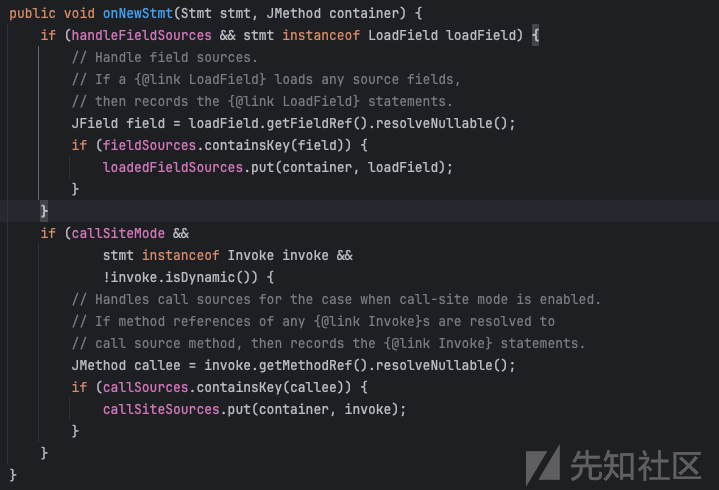 public void onNewStmt(Stmt stmt, JMethod container) {
    if (handleFieldSources && stmt instanceof LoadField loadField) {
        // Handle field sources.
        // If a {@link LoadField} loads any source fields,
        // then records the {@link LoadField} statements.
        JField field = loadField.getFieldRef().resolveNullable();
        if (fieldSources.containsKey(field)) {
            loadedFieldSources.put(container, loadField);
        }
    }
    if (callSiteMode &&
            stmt instanceof Invoke invoke &&
            !invoke.isDynamic()) {
        // Handles call sources for the case when call-site mode is enabled.
        // If method references of any {@link Invoke}s are resolved to
        // call source method, then records the {@link Invoke} statements.
        JMethod callee = invoke.getMethodRef().resolveNullable();
        if (callSources.containsKey(callee)) {
            callSiteSources.put(container, invoke);
        }
    }
}
先知社区